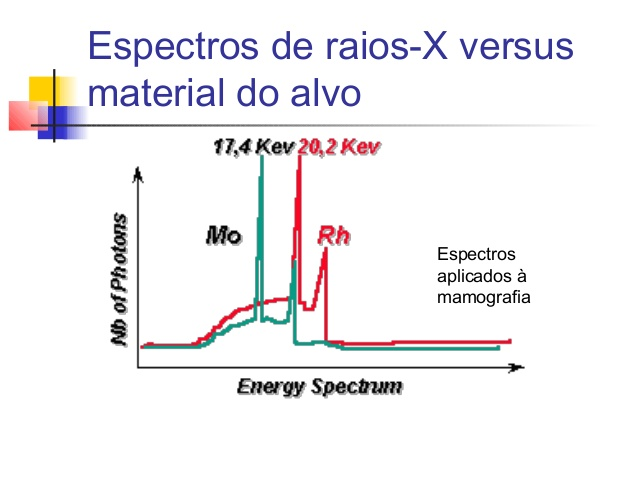 Espectros de raios-X versus
material do alvo
17,4 Kev 20,2 Kev
Mo
Rh
Espectros
aplicados à
mamografia
Nb of Photons
Energy Spectrum